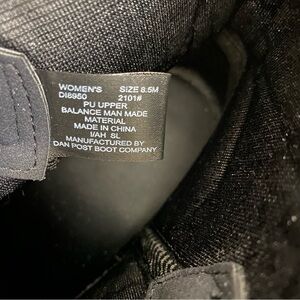 WOMEN'S SIZE 8.5M
DI8950 2101#
PU UPPER
BALANCE MAN MADE
MATERIAL
MADE IN CHINA
I/AH SL
MANUFACTURED BY
DAN POST BOOT COMPANY